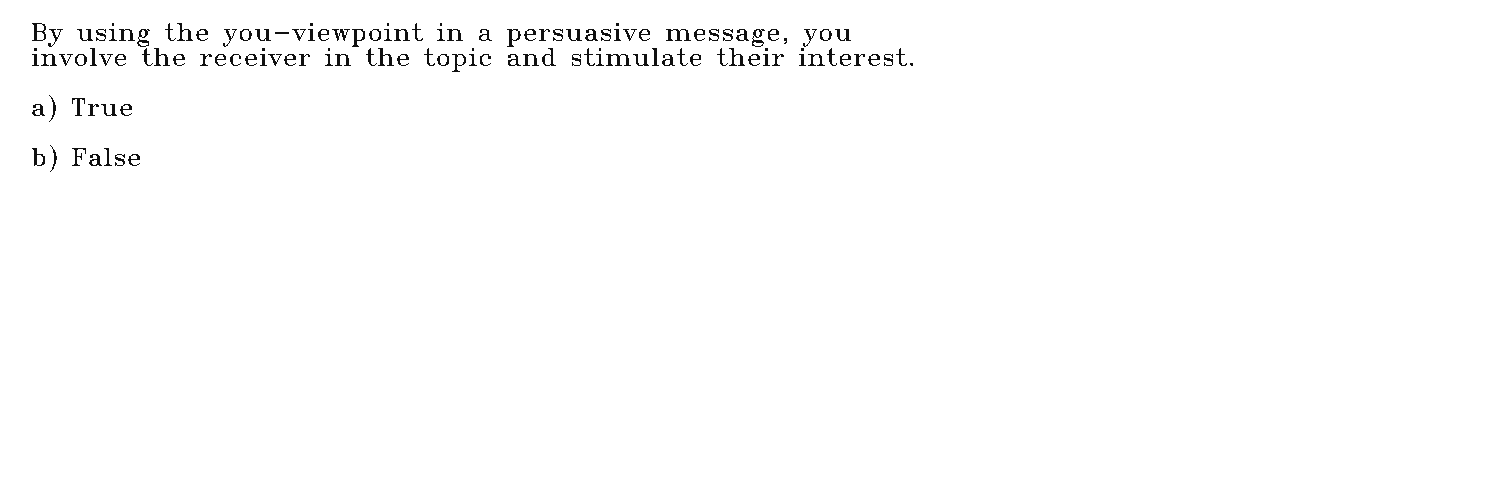 By using the you-viewpoint in a persuasive message, you
involve the receiver in the topic and stimulate their interest.
a) True
b) False